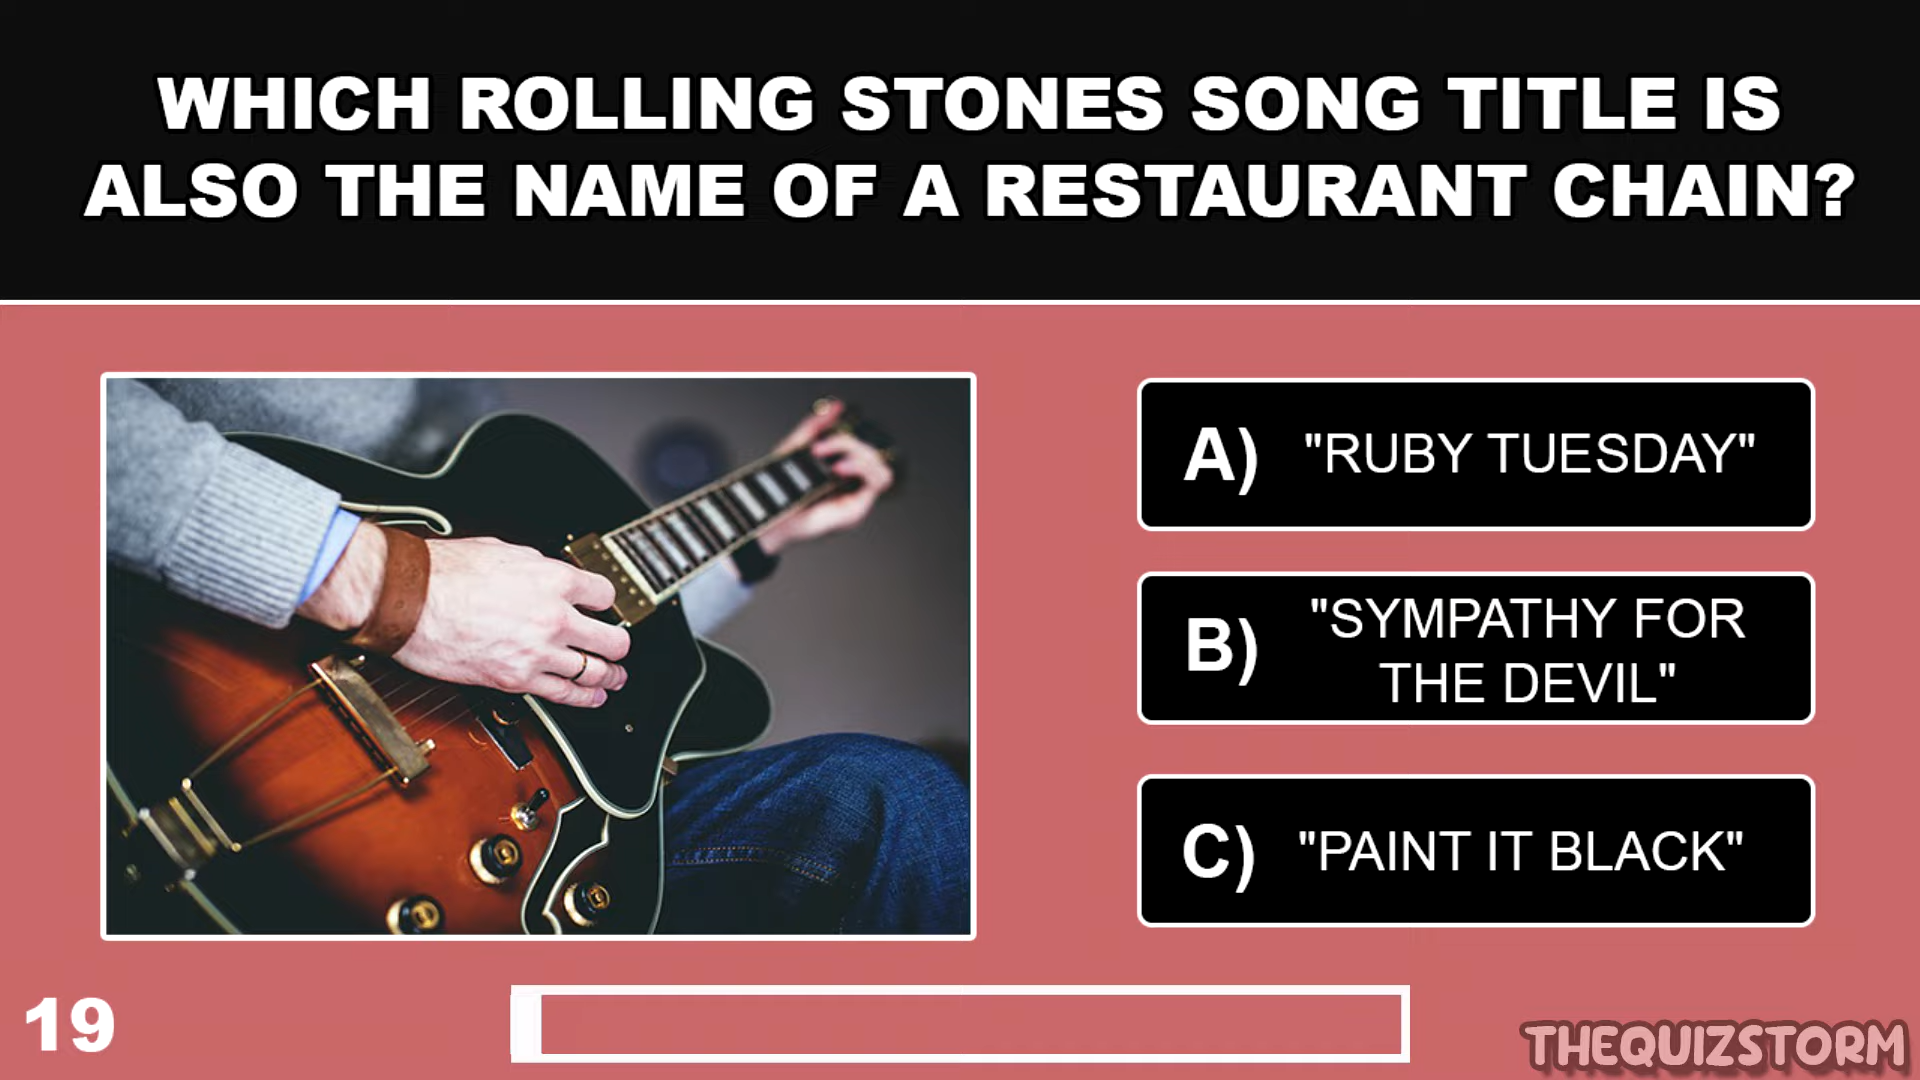 WHICH ROLLING STONES SONG TITLE IS
ALSO THE NAME OF A RESTAURANT CHAIN?
A) "RUBY TUESDAY"
B) "SYMPATHY FOR
THE DEVIL"
C) "PAINT IT BLACK"
19
THEQUIZSTORM